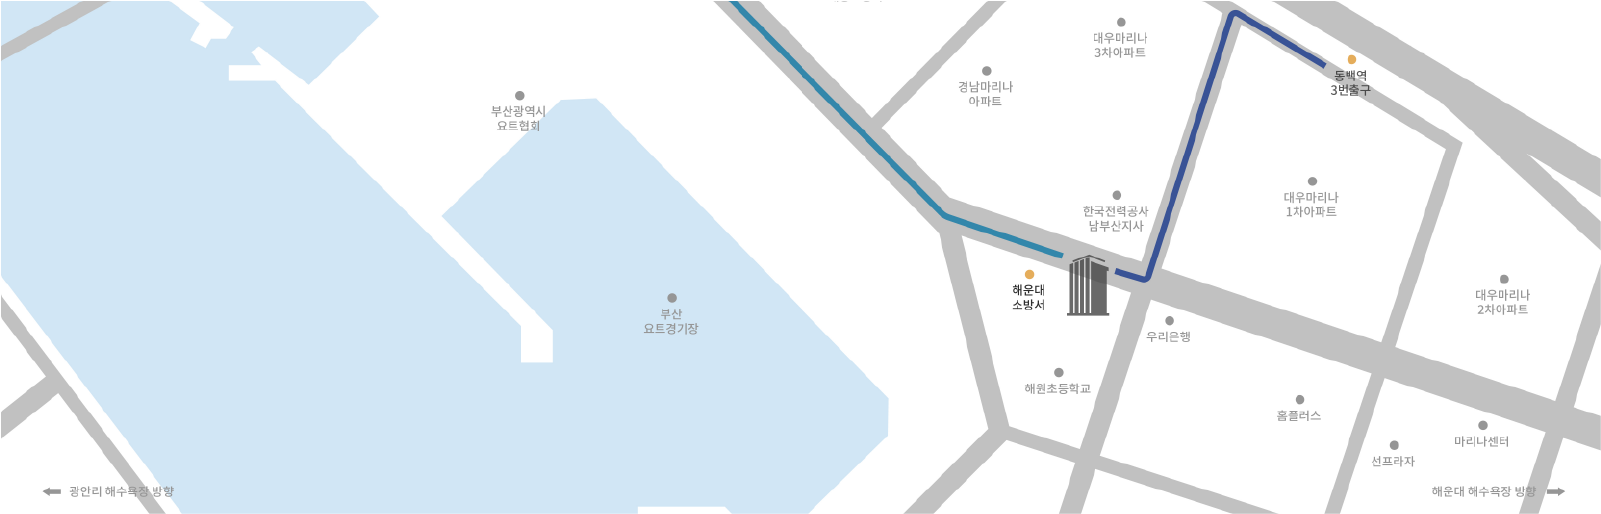 대우마리나
3차아파트
동백역
3번출구
경남마리나
아파트
부산광역시
요트협회
대우마리나
1차아파트
한국전력공사
남부산지사
해운대
소방서
대우마리나
2차아파트
부산
요트경기장
우리은행
해원초등학교
홈플러스
마리나센터
선프라자
광안리 해수욕장 방향
해운대 해수욕장 방향